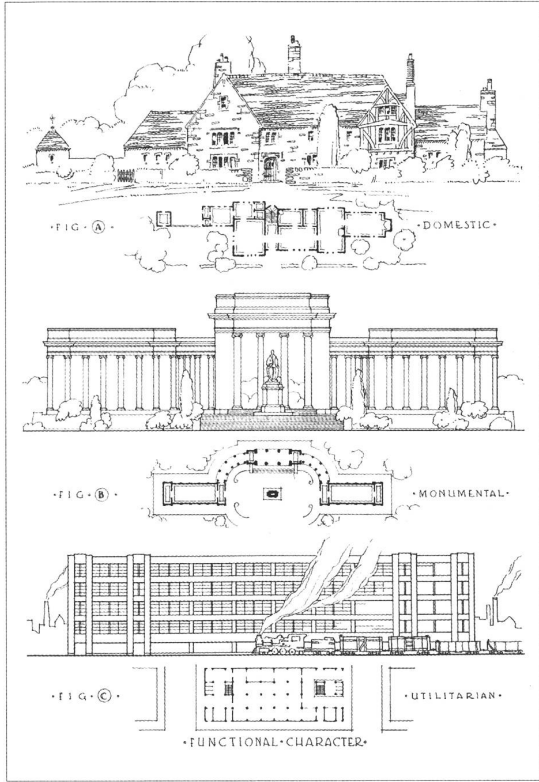 ·FIG·Ⓐ· ·DOMESTIC·
·FIG·Ⓑ· ·MONUMENTAL·
·FIG·Ⓒ· ·UTILITARIAN·
·FUNCTIONAL·CHARACTER·